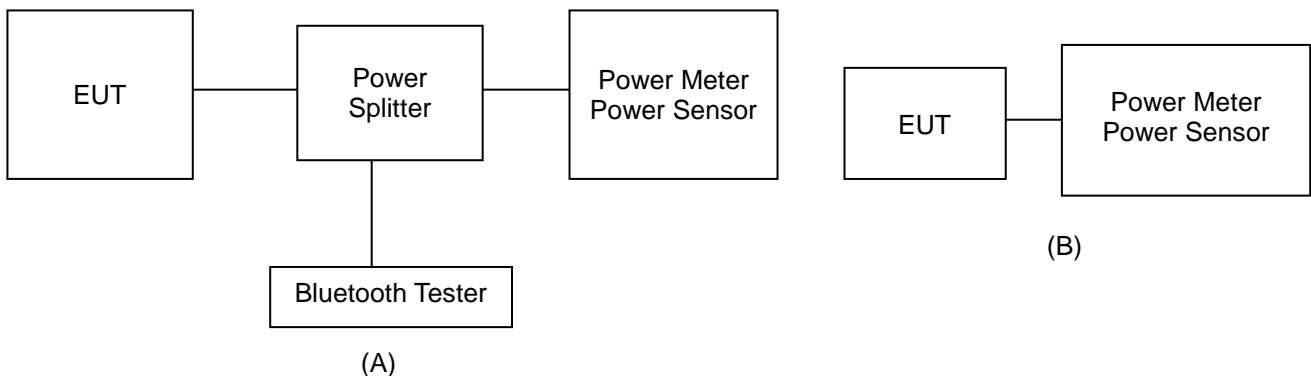 EUT
Power
Splitter
Power Meter
Power Sensor
Bluetooth Tester
(A)
EUT
Power Meter
Power Sensor
(B)